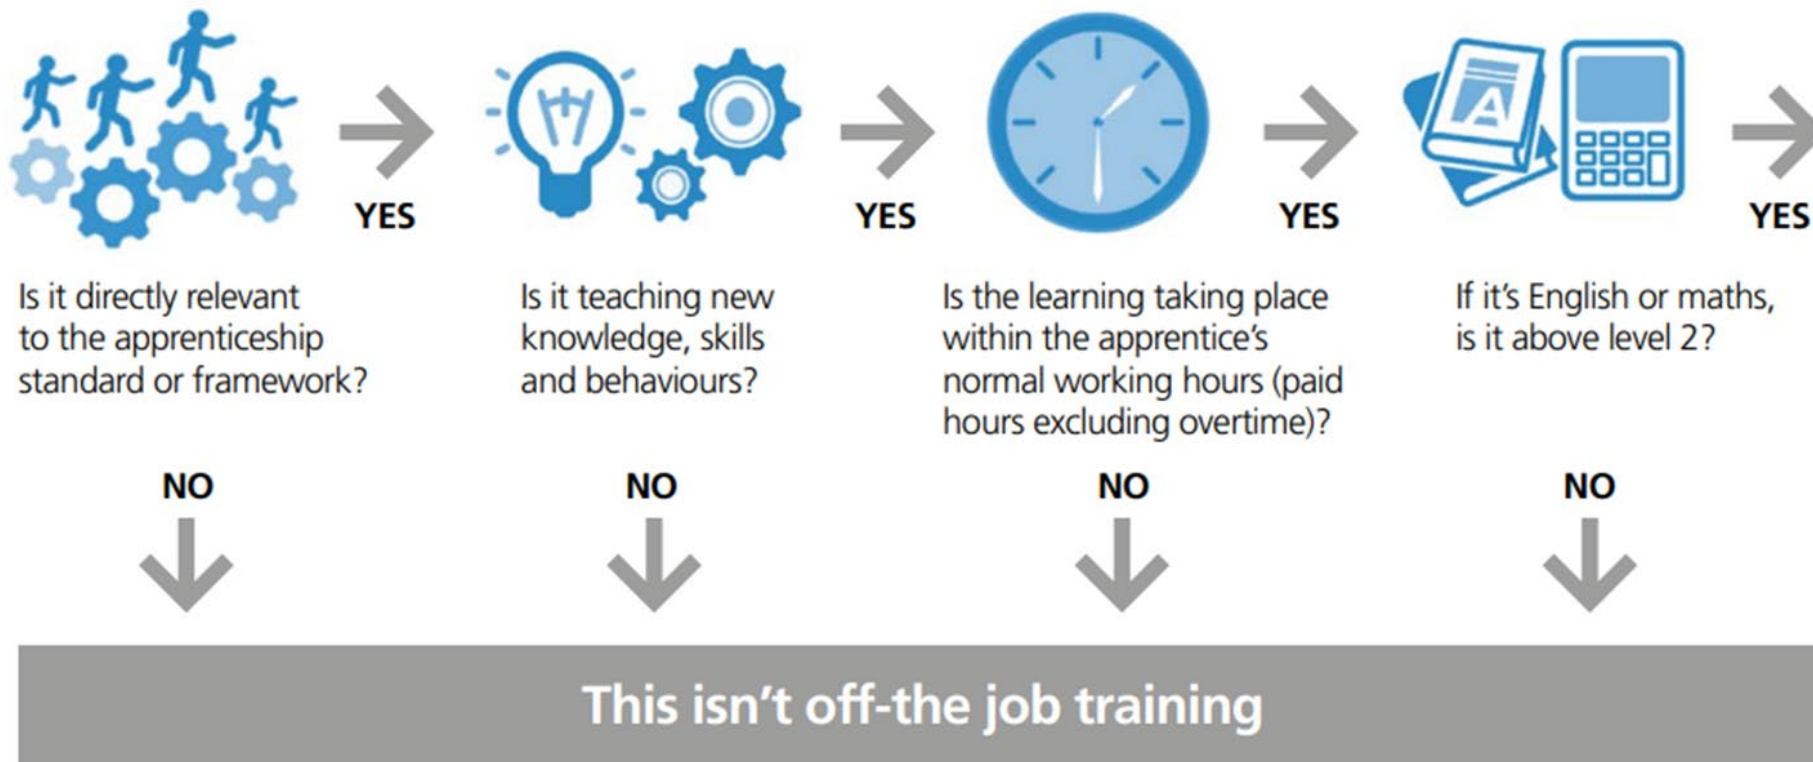 YES
YES
YES
YES
Is it directly relevant
to the apprenticeship
standard or framework?
Is it teaching new
knowledge, skills
and behaviours?
Is the learning taking place
within the apprentice’s
normal working hours (paid
hours excluding overtime)?
If it’s English or maths,
is it above level 2?
NO
NO
NO
NO
This isn’t off-the job training
A